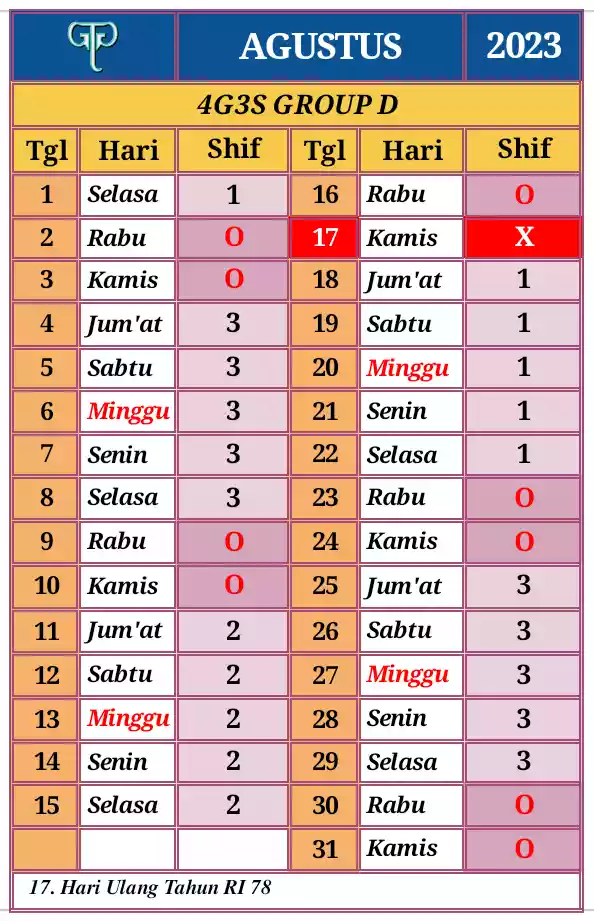 AGUSTUS 2023
4G3S GROUP D
Tgl Hari Shif Tgl Hari Shif
1 Selasa 1 16 Rabu O
2 Rabu O 17 Kamis X
3 Kamis O 18 Jum'at 1
4 Jum'at 3 19 Sabtu 1
5 Sabtu 3 20 Minggu 1
6 Minggu 3 21 Senin 1
7 Senin 3 22 Selasa 1
8 Selasa 3 23 Rabu O
9 Rabu O 24 Kamis O
10 Kamis O 25 Jum'at 3
11 Jum'at 2 26 Sabtu 3
12 Sabtu 2 27 Minggu 3
13 Minggu 2 28 Senin 3
14 Senin 2 29 Selasa 3
15 Selasa 2 30 Rabu O
31 Kamis O
17. Hari Ulang Tahun RI 78